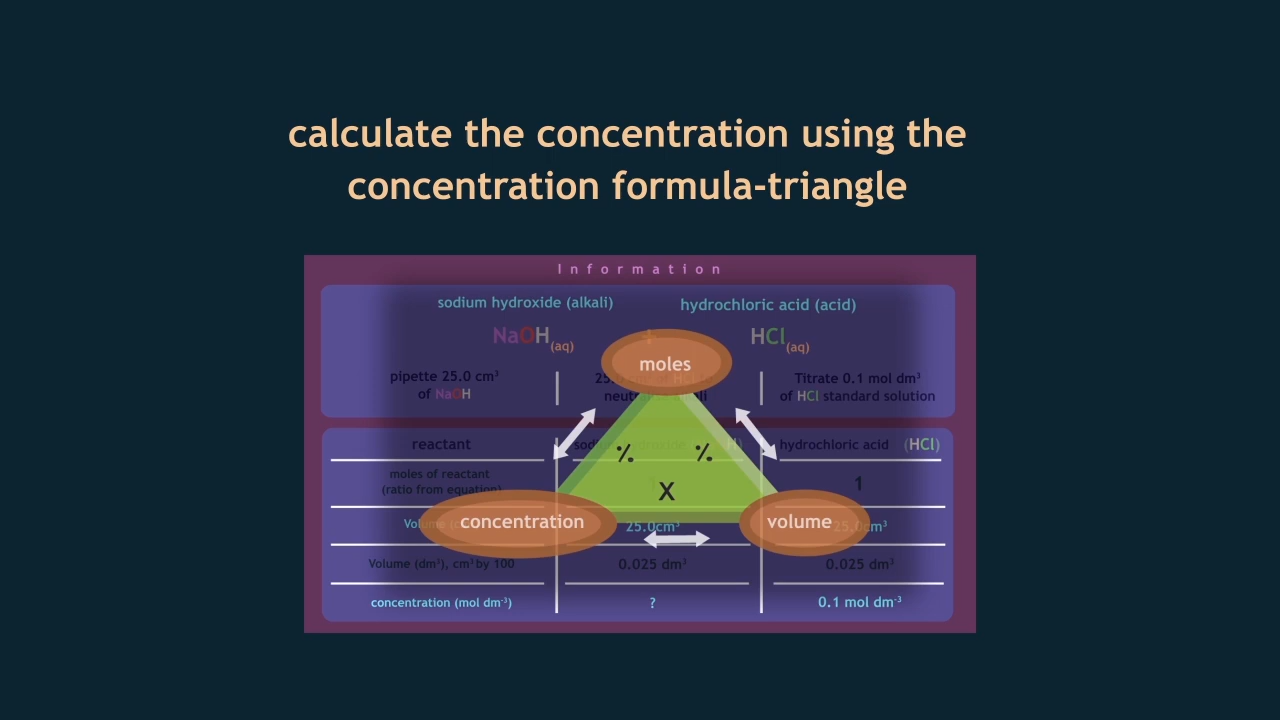 calculate the concentration using the
concentration formula-triangle
Information
sodium hydroxide (alkali) hydrochloric acid (acid)
NaOH(aq) + HCl(aq)
moles
pipette 25.0 cm³
of NaOH
Titrate 0.1 mol dm³
of HCl standard solution
reactant
hydrochloric acid (HCl)
moles of reactant
(ratio from equation)
1
٪ ٪
X
concentration
volume
25.0cm³
25.0cm³
Volume (dm³), cm³ by 100 0.025 dm³ 0.025 dm³
concentration (mol dm⁻³) ? 0.1 mol dm⁻³